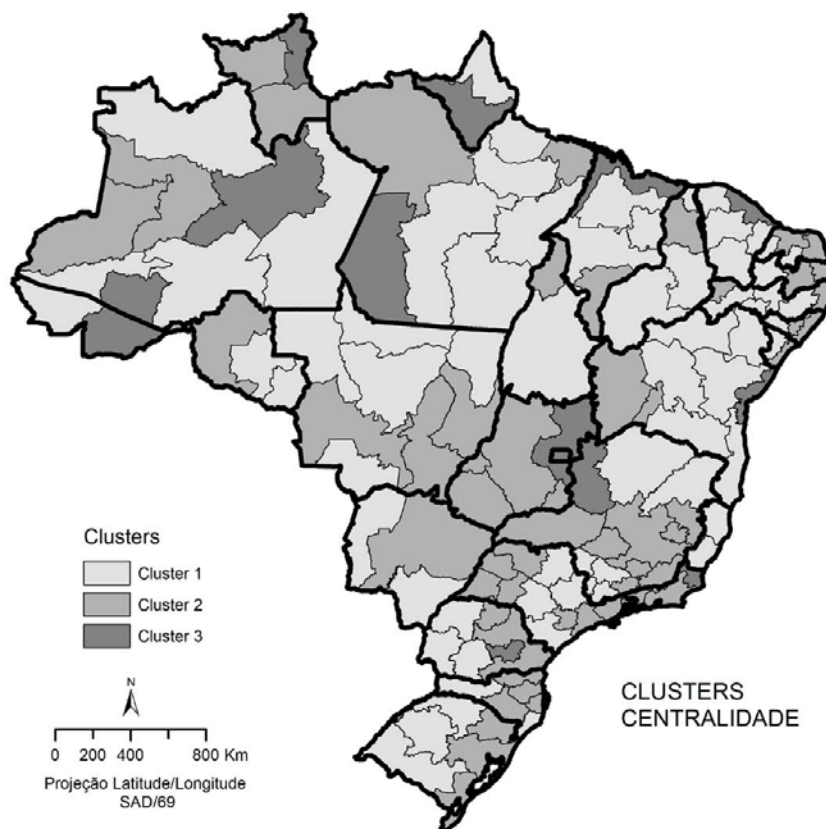 Clusters
Cluster 1
Cluster 2
Cluster 3
N
0 200 400 800 Km
Projeção Latitude/Longitude
SAD/69
CLUSTERS
CENTRALIDADE